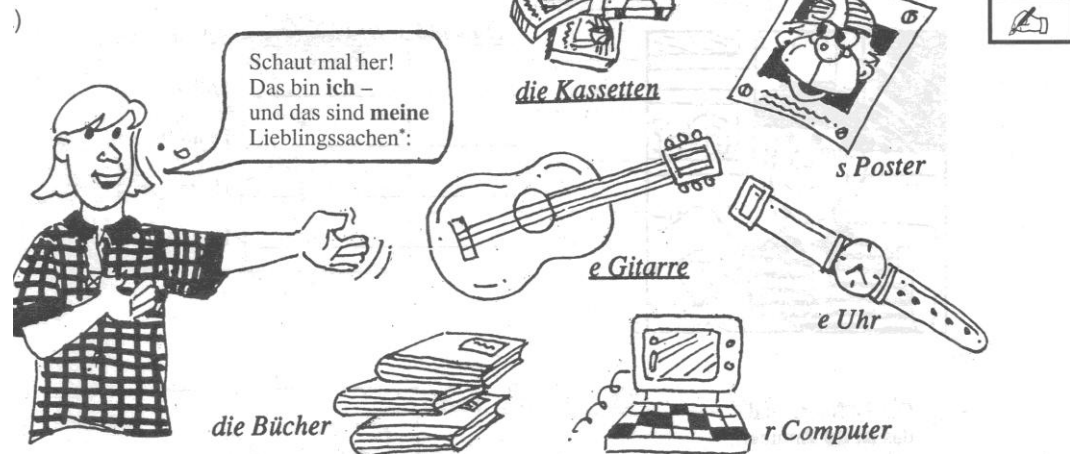 )
Schaut mal her!
Das bin ich –
und das sind meine
Lieblingssachen*:
die Kassetten
s Poster
e Gitarre
e Uhr
die Bücher
r Computer